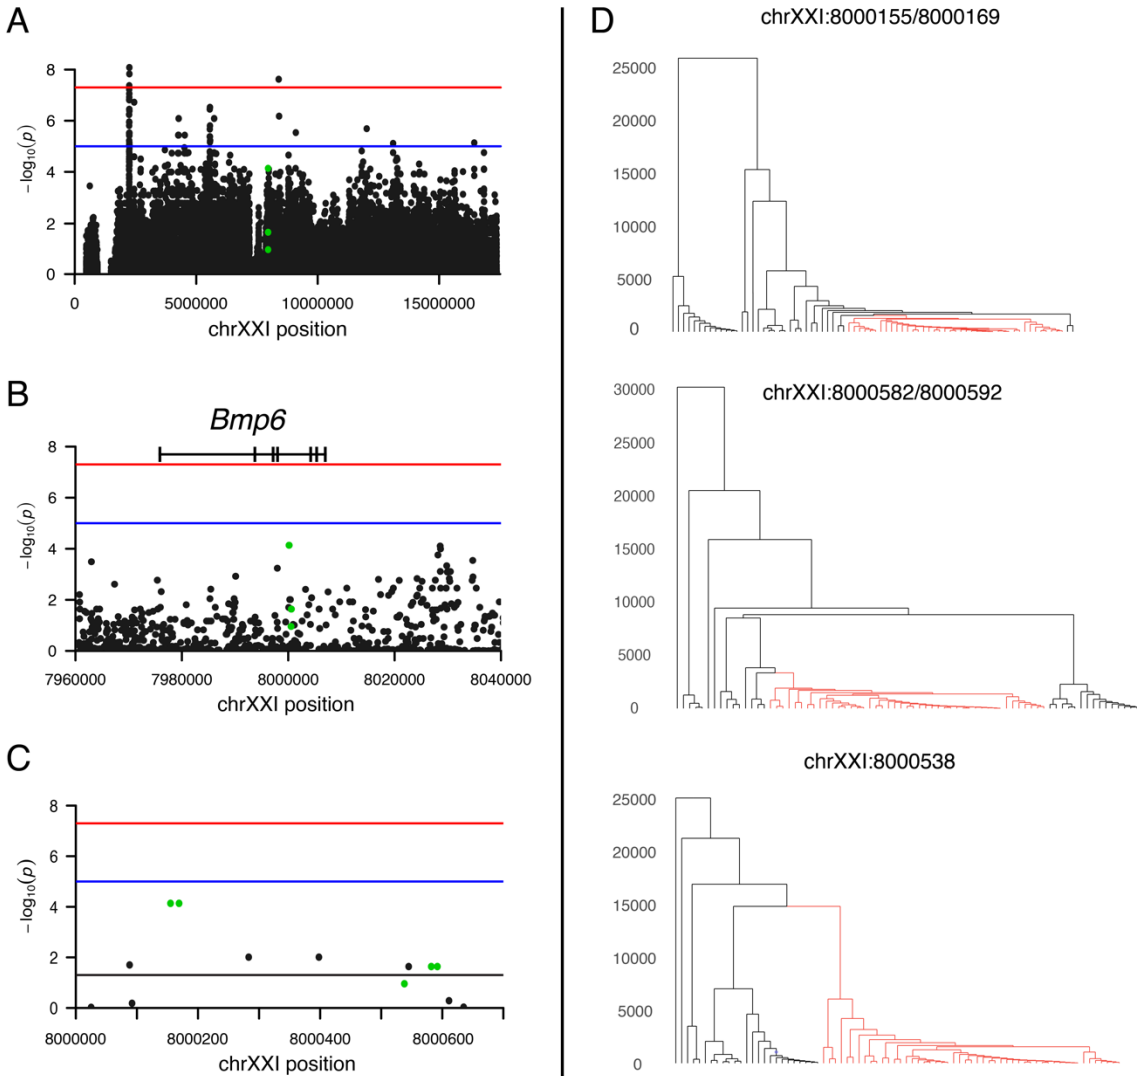 A
8
6
4
2
0
−log10(p)
0 5000000 10000000 15000000
chrXXI position
B
Bmp6
8
6
4
2
0
−log10(p)
7960000 7980000 8000000 8020000 8040000
chrXXI position
C
8
6
4
2
0
−log10(p)
8000000 8000200 8000400 8000600
chrXXI position
D
chrXXI:8000155/8000169
25000
20000
15000
10000
5000
0
chrXXI:8000582/8000592
30000
25000
20000
15000
10000
5000
0
chrXXI:8000538
25000
20000
15000
10000
5000
0